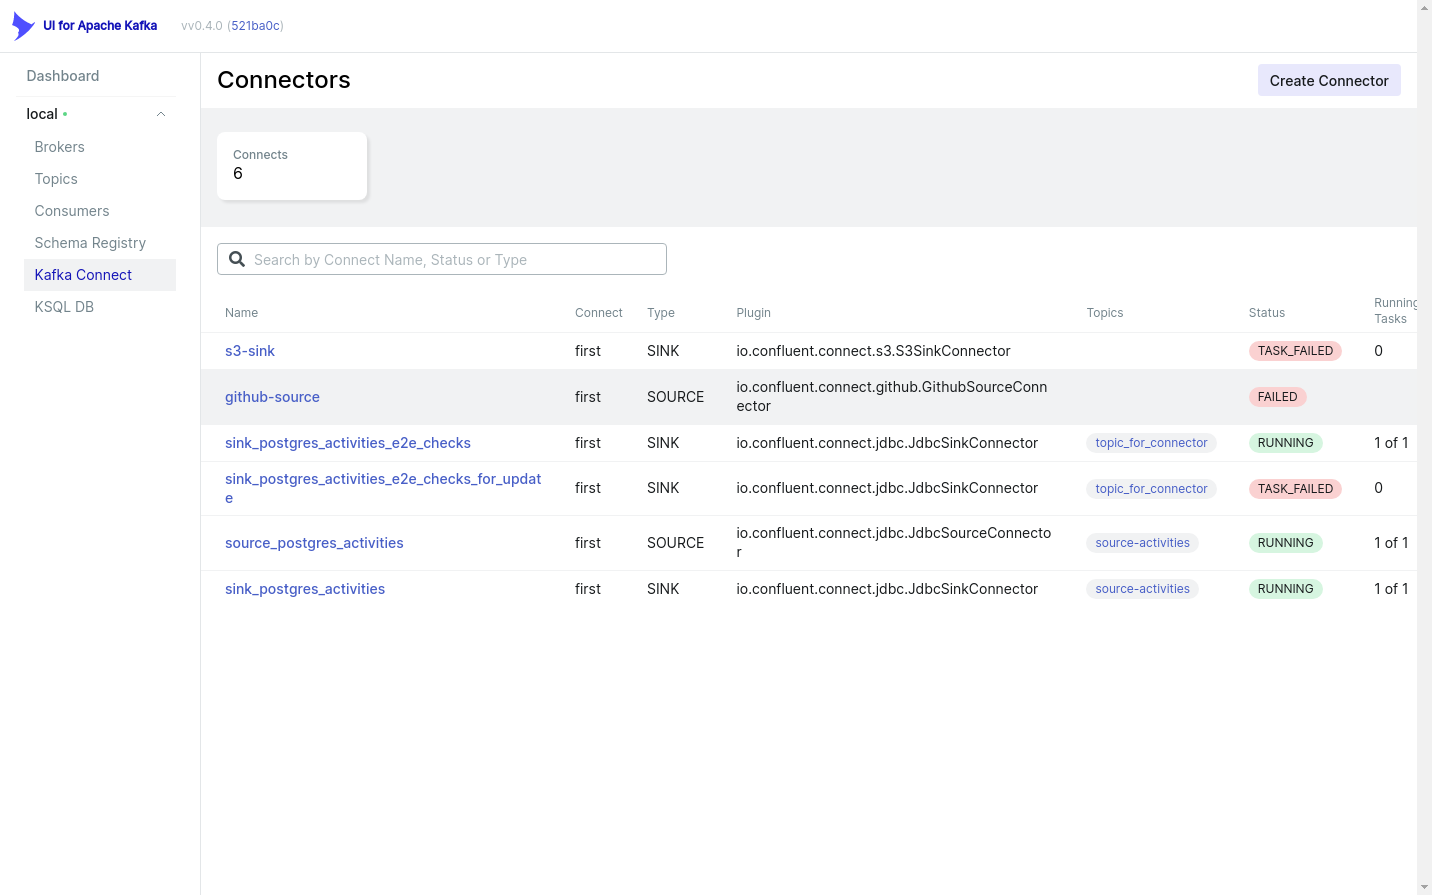 UI for Apache Kafka vv0.4.0 (521ba0c)
Dashboard
local
Brokers
Topics
Consumers
Schema Registry
Kafka Connect
KSQL DB
Connectors
Create Connector
Connects
6
Search by Connect Name, Status or Type
Name Connect Type Plugin Topics Status Running
Tasks
s3-sink first SINK io.confluent.connect.s3.S3SinkConnector TASK_FAILED 0
github-source first SOURCE io.confluent.connect.github.GithubSourceConn
ector FAILED
sink_postgres_activities_e2e_checks first SINK io.confluent.connect.jdbc.JdbcSinkConnector topic_for_connector RUNNING 1 of 1
sink_postgres_activities_e2e_checks_for_updat
e first SINK io.confluent.connect.jdbc.JdbcSinkConnector topic_for_connector TASK_FAILED 0
source_postgres_activities first SOURCE io.confluent.connect.jdbc.JdbcSourceConnecto
r source-activities RUNNING 1 of 1
sink_postgres_activities first SINK io.confluent.connect.jdbc.JdbcSinkConnector source-activities RUNNING 1 of 1